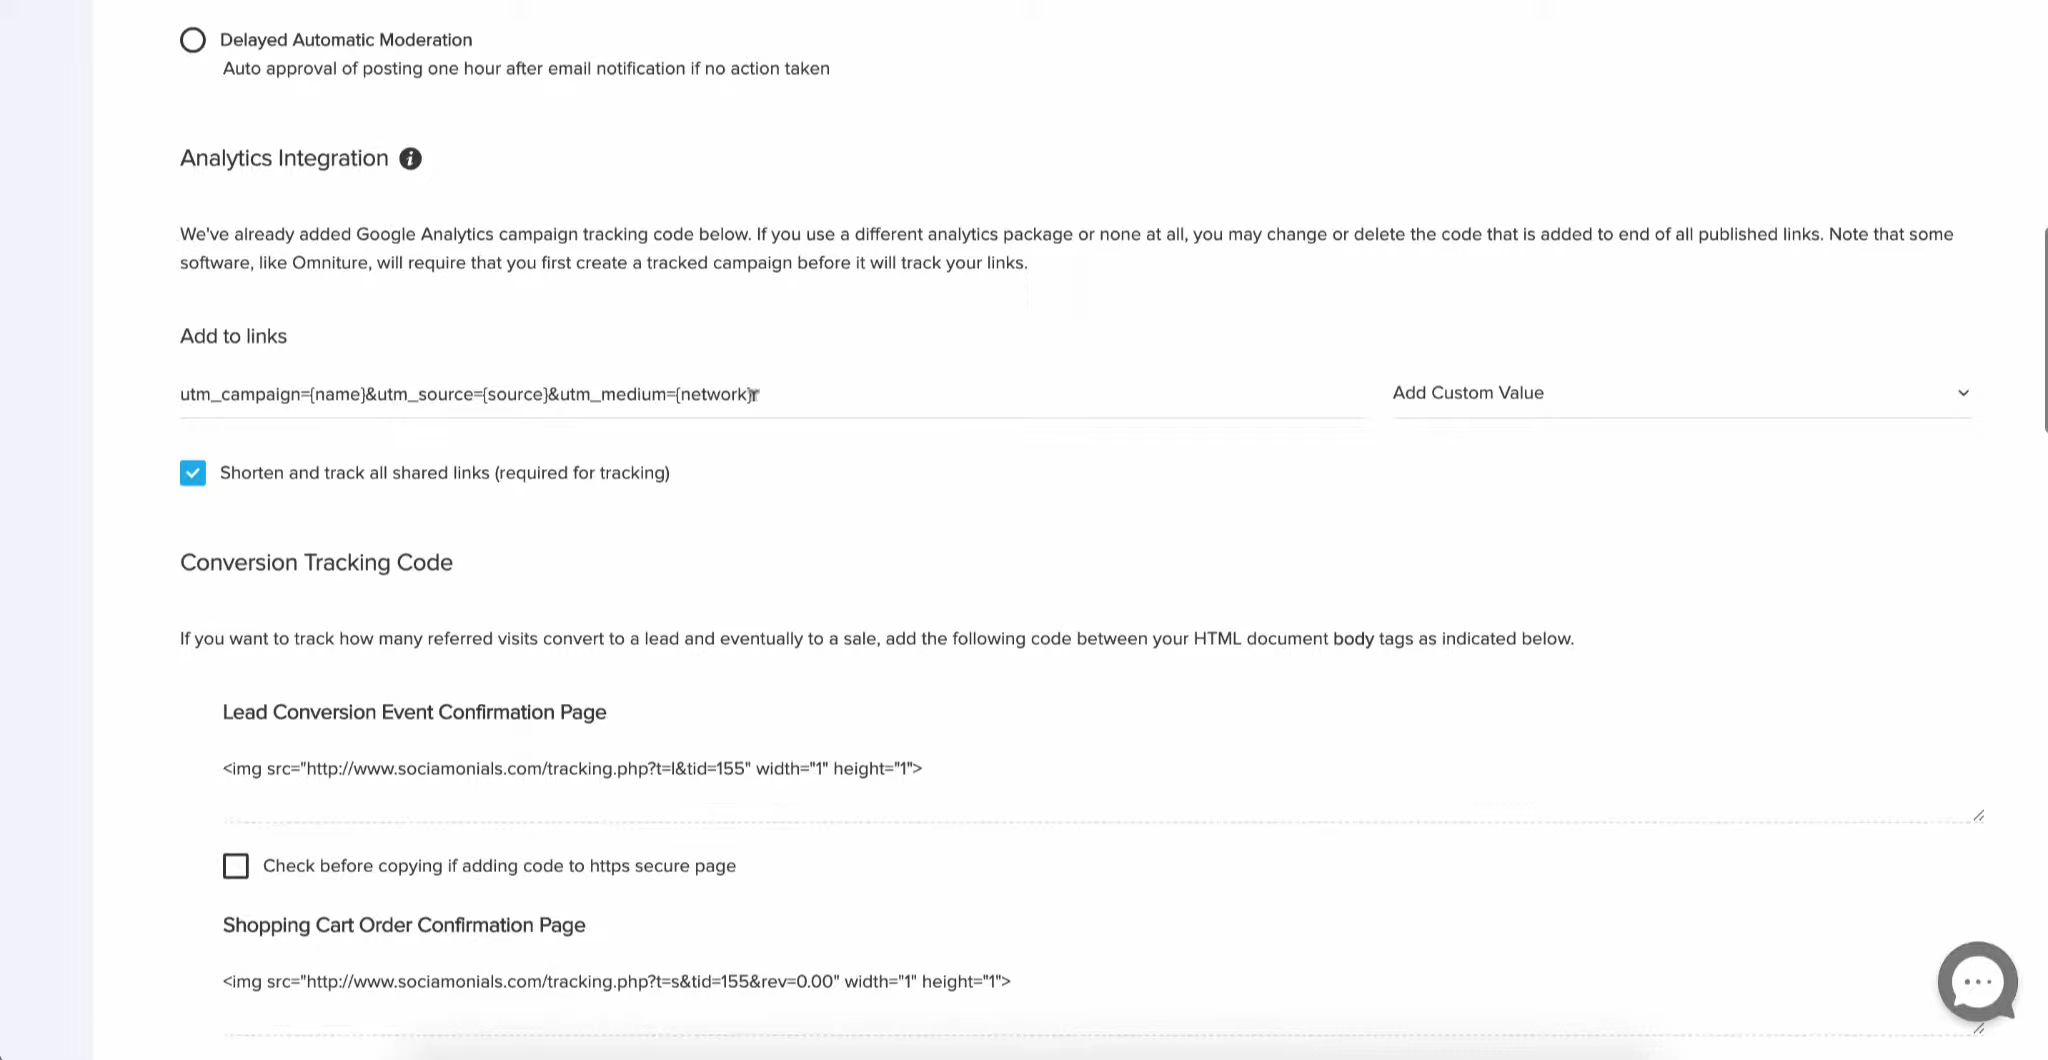 Delayed Automatic Moderation
Auto approval of posting one hour after email notification if no action taken
Analytics Integration
We've already added Google Analytics campaign tracking code below. If you use a different analytics package or none at all, you may change or delete the code that is added to end of all published links. Note that some
software, like Omniture, will require that you first create a tracked campaign before it will track your links.
Add to links
utm_campaign={name}&utm_source={source}&utm_medium={network}
Add Custom Value
Shorten and track all shared links (required for tracking)
Conversion Tracking Code
If you want to track how many referred visits convert to a lead and eventually to a sale, add the following code between your HTML document body tags as indicated below.
Lead Conversion Event Confirmation Page
<img src="http://www.sociamonials.com/tracking.php?t=l&tid=155" width="1" height="1">
Check before copying if adding code to https secure page
Shopping Cart Order Confirmation Page
<img src="http://www.sociamonials.com/tracking.php?t=s&tid=155&rev=0.00" width="1" height="1">